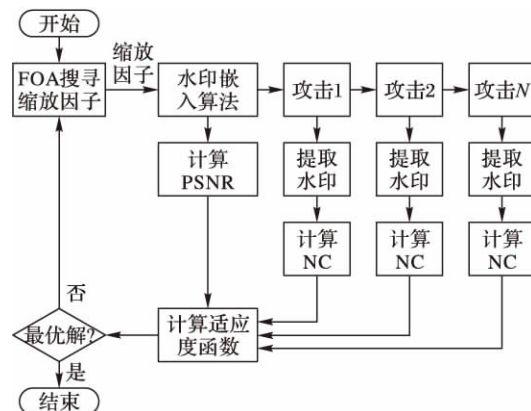 开始
FOA搜寻
缩放因子
缩放
因子
水印嵌
入算法
攻击1
攻击2
攻击N
计算
PSNR
提取
水印
提取
水印
提取
水印
计算
NC
计算
NC
计算
NC
否
最优解?
计算适应
度函数
是
结束